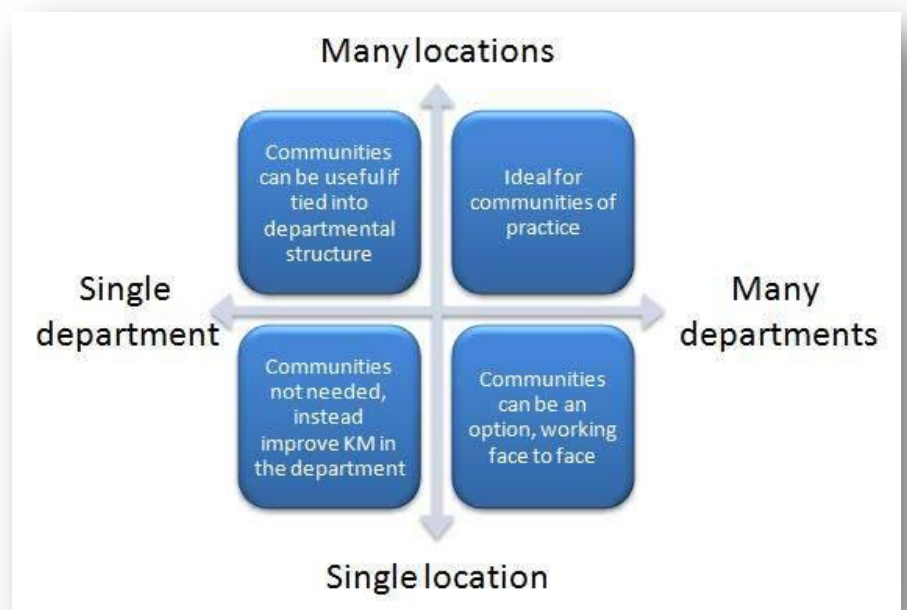 Many locations
Communities
can be useful if
tied into
departmental
structure
Ideal for
communities of
practice
Single
department
Many
departments
Communities
not needed,
instead
improve KM in
the department
Communities
can be an
option, working
face to face
Single location